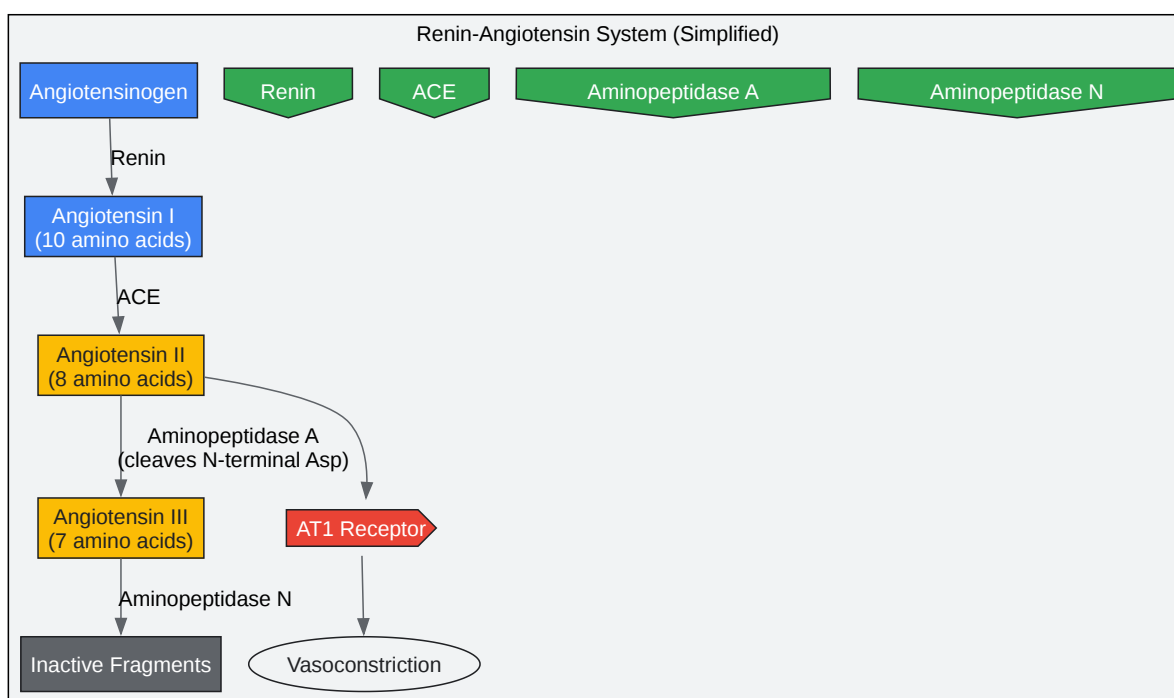 Renin-Angiotensin System (Simplified)
Angiotensinogen
Renin
ACE
Aminopeptidase A
Aminopeptidase N
Renin
Angiotensin I
(10 amino acids)
ACE
Angiotensin II
(8 amino acids)
Aminopeptidase A
(cleaves N-terminal Asp)
Angiotensin III
(7 amino acids)
AT1 Receptor
Aminopeptidase N
Inactive Fragments
Vasoconstriction